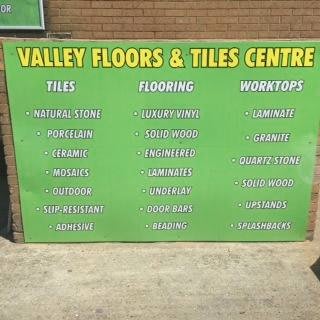 OR
VALLEY FLOORS & TILES CENTRE
TILES
• NATURAL STONE
• PORCELAIN
• CERAMIC
• MOSAICS
• OUTDOOR
• SLIP-RESISTANT
• ADHESIVE
FLOORING
• LUXURY VINYL
• SOLID WOOD
• ENGINEERED
• LAMINATES
• UNDERLAY
• DOOR BARS
• BEADING
WORKTOPS
• LAMINATE
• GRANITE
• QUARTZ STONE
• SOLID WOOD
• UPSTANDS
• SPLASHBACKS